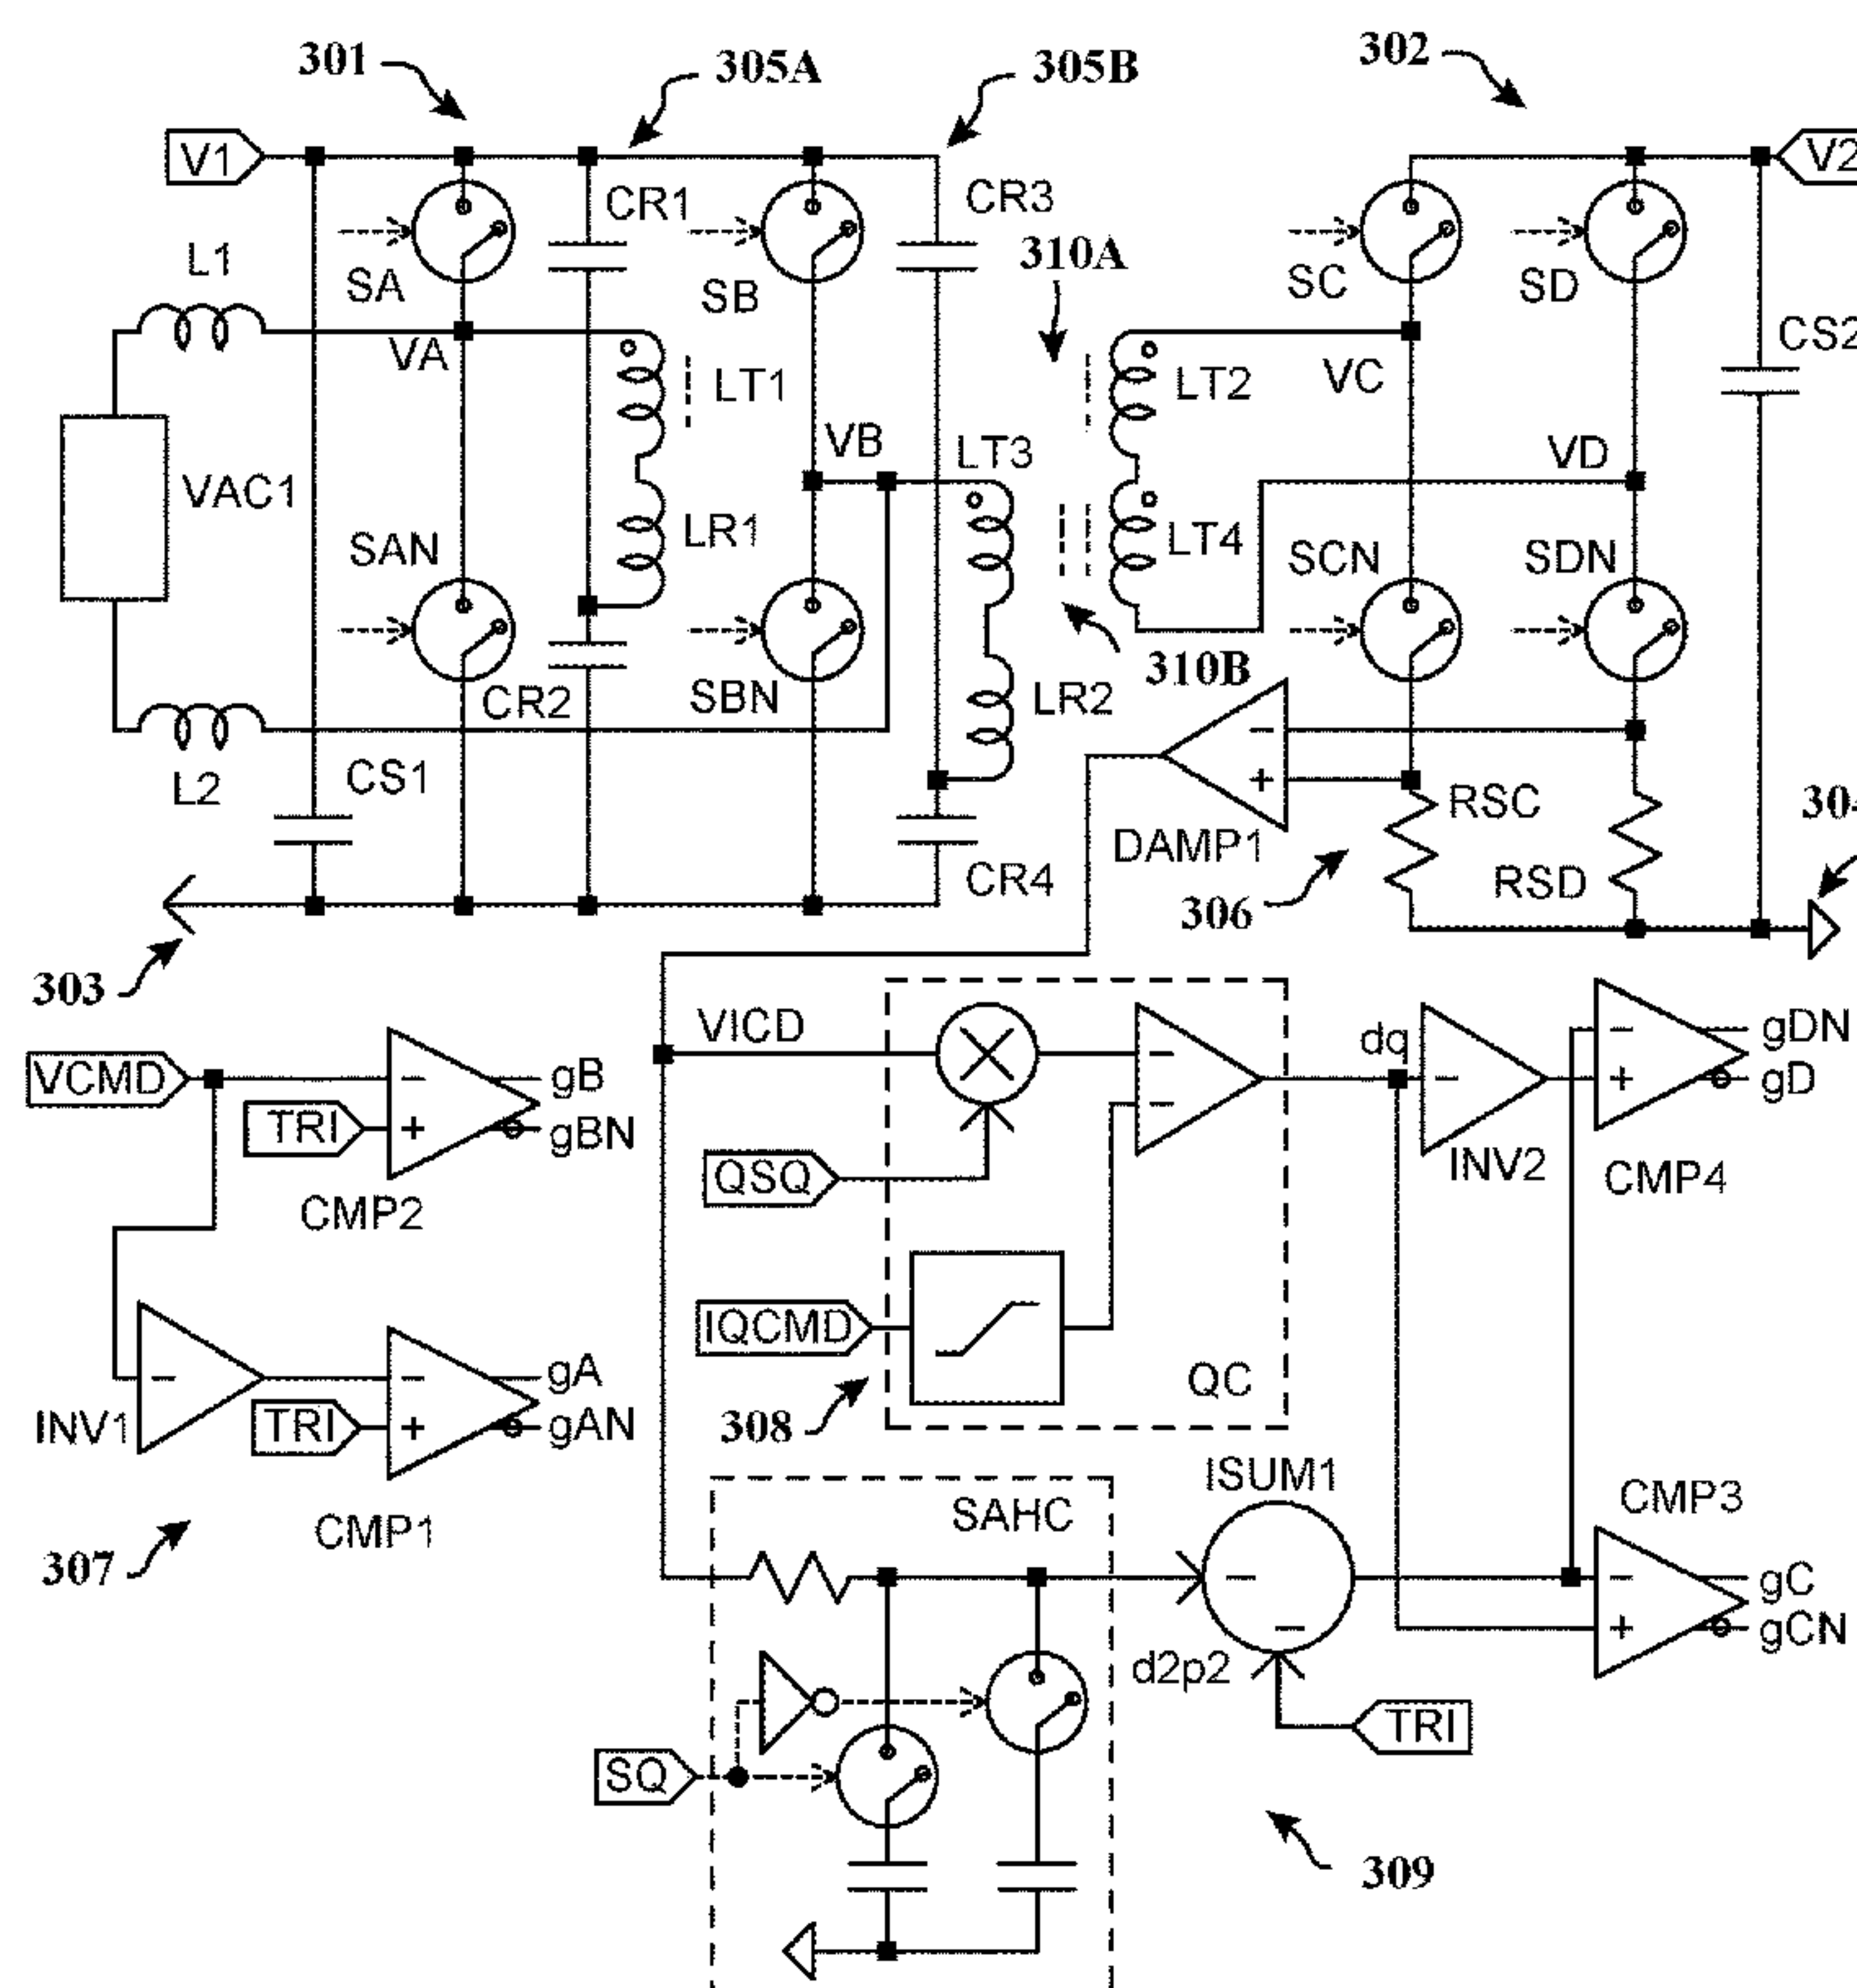 301
305A
305B
302
V1
V2
CR1
CR3
310A
L1
SA
SB
SC
SD
CS2
VA
LT1
LT2
VC
VB
LT3
VD
VAC1
SAN
LR1
LT4
SCN
SDN
310B
CR2
SBN
LR2
L2
CS1
RSC
DAMP1
CR4
306
RSD
303
VICD
dq
gDN
gD
VCMD
gB
TRI
gBN
QSQ
INV2
CMP4
CMP2
IQCMD
QC
gA
INV1
TRI
gAN
308
ISUM1
CMP1
SAHC
CMP3
307
gC
gCN
d2p2
TRI
SQ
309